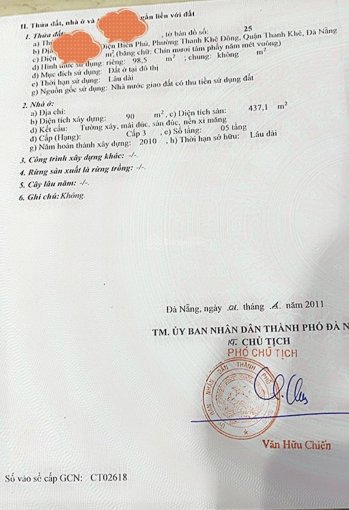 II. Thửa đất, nhà ở và gắn liền với đất
1. Thửa đất:
a) Th , tờ bản đồ số: 25
b) Địa Điện Biên Phủ, Phường Thanh Khê Đông, Quận Thanh Khê, Đà Nẵng
c) Diện m² (bằng chữ: Chín mươi tám phẩy năm mét vuông)
d) Hình thức sử dụng: riêng: 98,5 m² ; chung: không m²
đ) Mục đích sử dụng: Đất ở tại đô thị
e) Thời hạn sử dụng: Lâu dài
g) Nguồn gốc sử dụng: Nhà nước giao đất có thu tiền sử dụng đất
2. Nhà ở:
a) Địa chỉ:
b) Diện tích xây dựng: 90 m² , c) Diện tích sàn: 437,1 m²
d) Kết cấu: Tường xây, mái đúc, sàn đúc, nền xi măng
đ) Cấp (Hạng): Cấp 3 , e) Số tầng: 05 tầng
g) Năm hoàn thành xây dựng: 2010 , h) Thời hạn sở hữu: Lâu dài
3. Công trình xây dựng khác: -/-
4. Rừng sản xuất là rừng trồng: -/-
5. Cây lâu năm: -/-
6. Ghi chú: Không.
Đà Nẵng, ngày tháng năm 2011
TM. ỦY BAN NHÂN DÂN THÀNH PHỐ ĐÀ N
KT. CHỦ TỊCH
PHÓ CHỦ TỊCH
Văn Hữu Chiến
Số vào sổ cấp GCN: CT02618